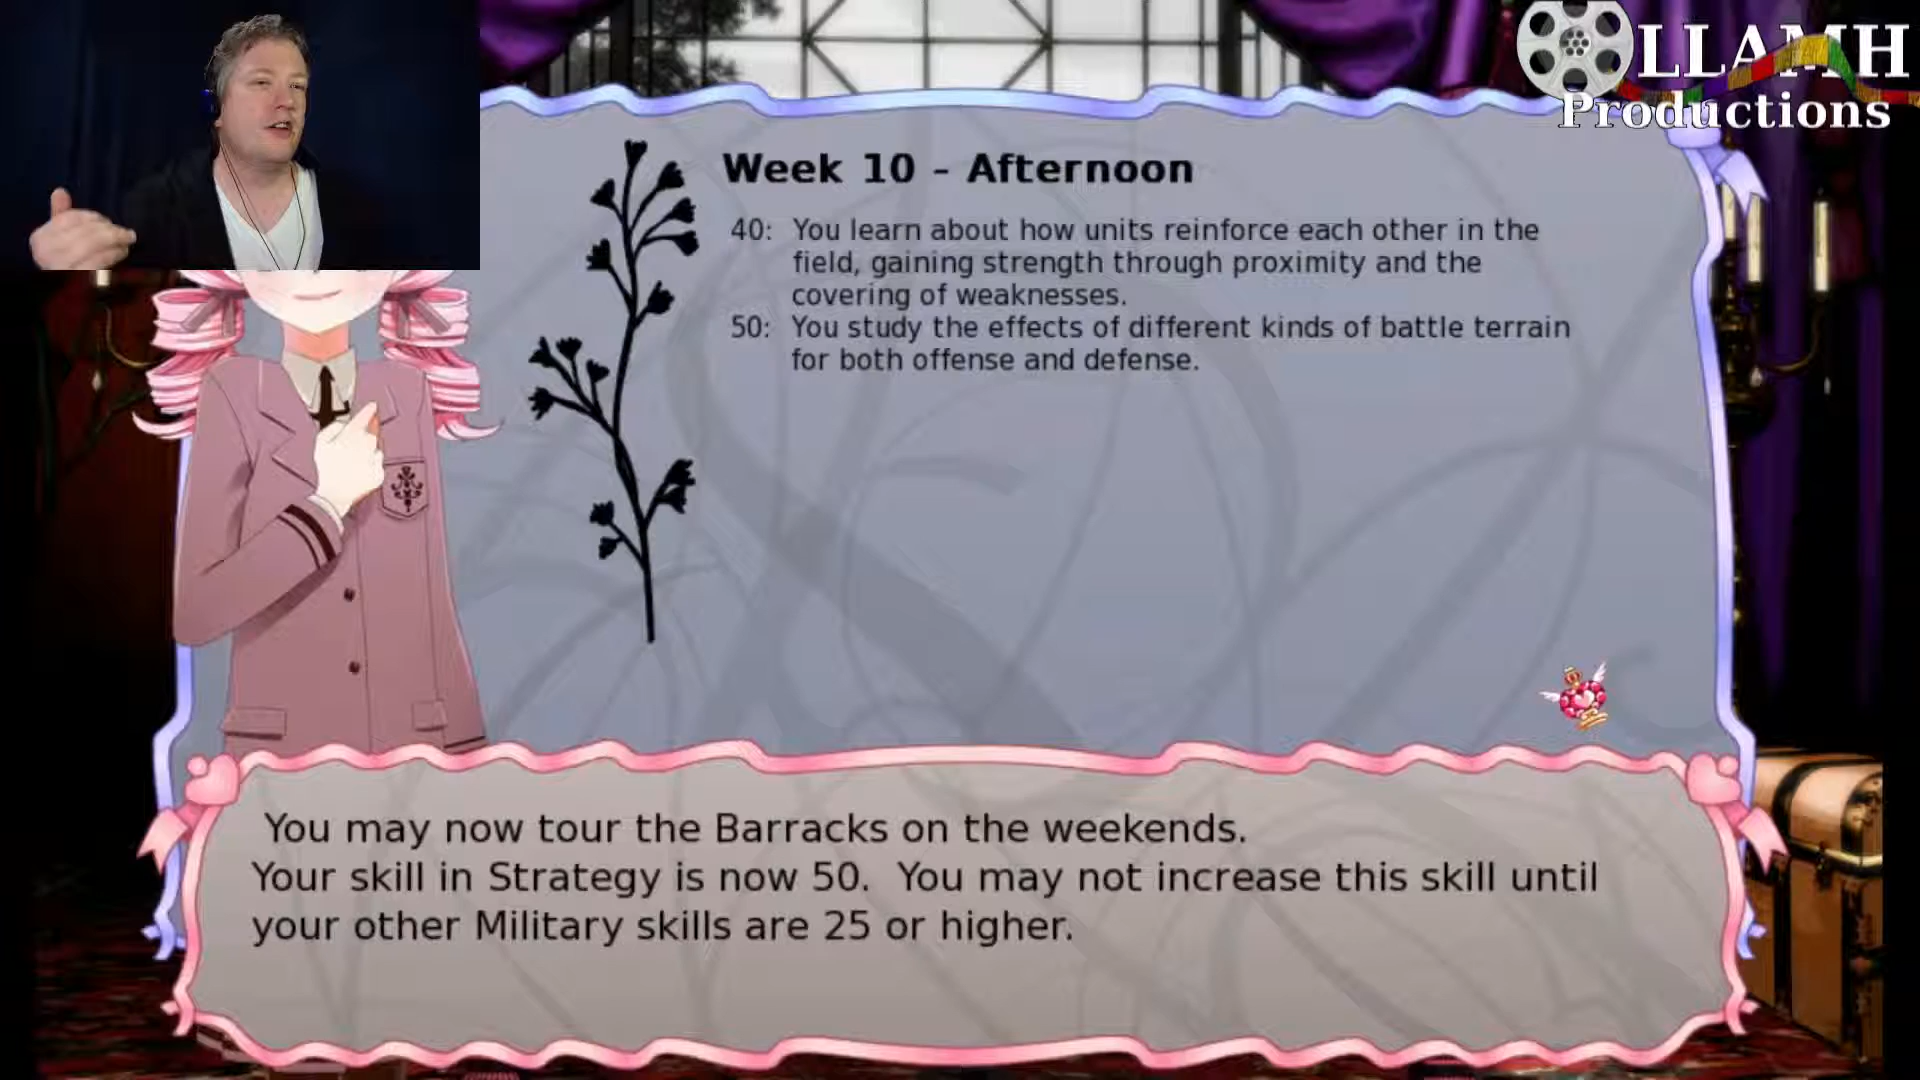 LLAMH
Productions
Week 10 - Afternoon
40: You learn about how units reinforce each other in the
field, gaining strength through proximity and the
covering of weaknesses.
50: You study the effects of different kinds of battle terrain
for both offense and defense.
You may now tour the Barracks on the weekends.
Your skill in Strategy is now 50. You may not increase this skill until
your other Military skills are 25 or higher.